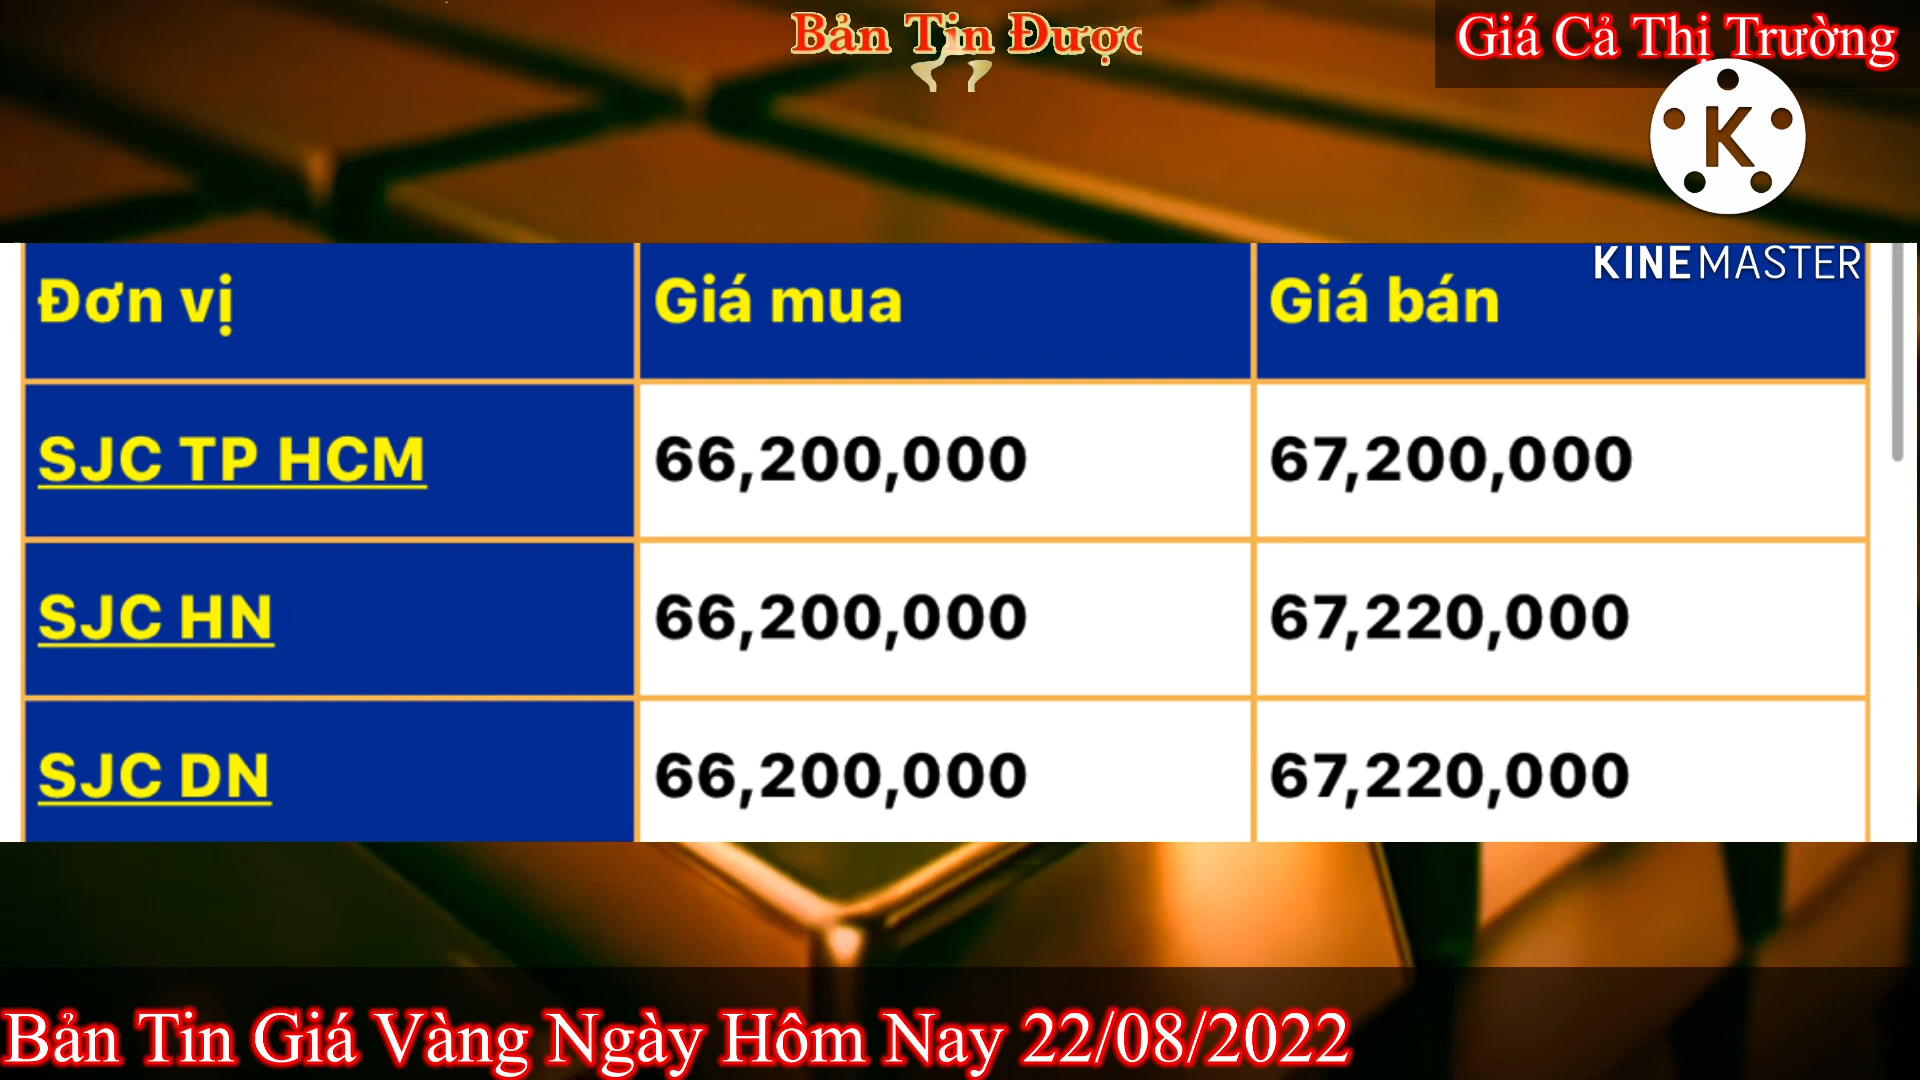 Bản Tin Được
Giá Cả Thị Trường
K
KINEMASTER
Đơn vị Giá mua Giá bán
SJC TP HCM 66,200,000 67,200,000
SJC HN 66,200,000 67,220,000
SJC DN 66,200,000 67,220,000
Bản Tin Giá Vàng Ngày Hôm Nay 22/08/2022